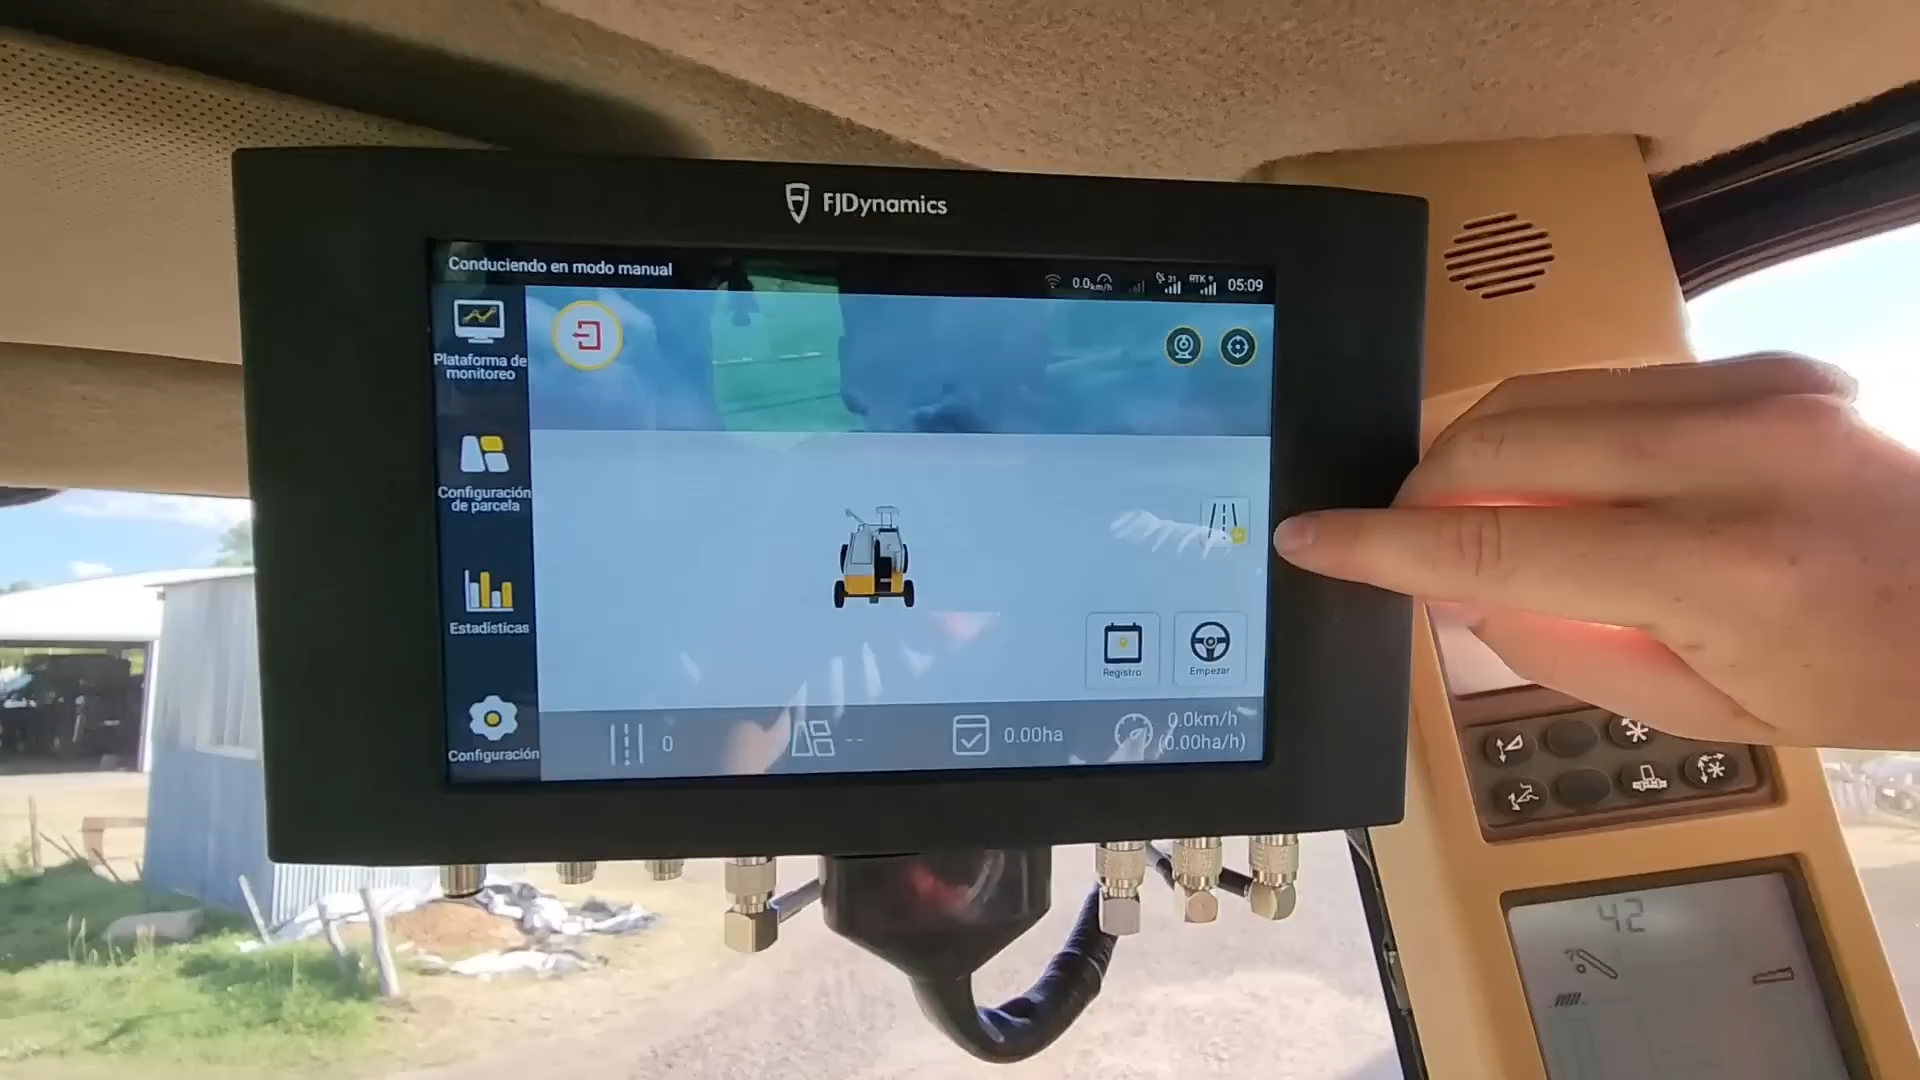 FJDynamics
Conduciendo en modo manual
0.0km/h
31
RTK
05:09
Plataforma de
monitoreo
Configuración
de parcela
Estadísticas
Configuración
Registro
Empezar
0
--
0.00ha
0.0km/h
(0.00ha/h)
42